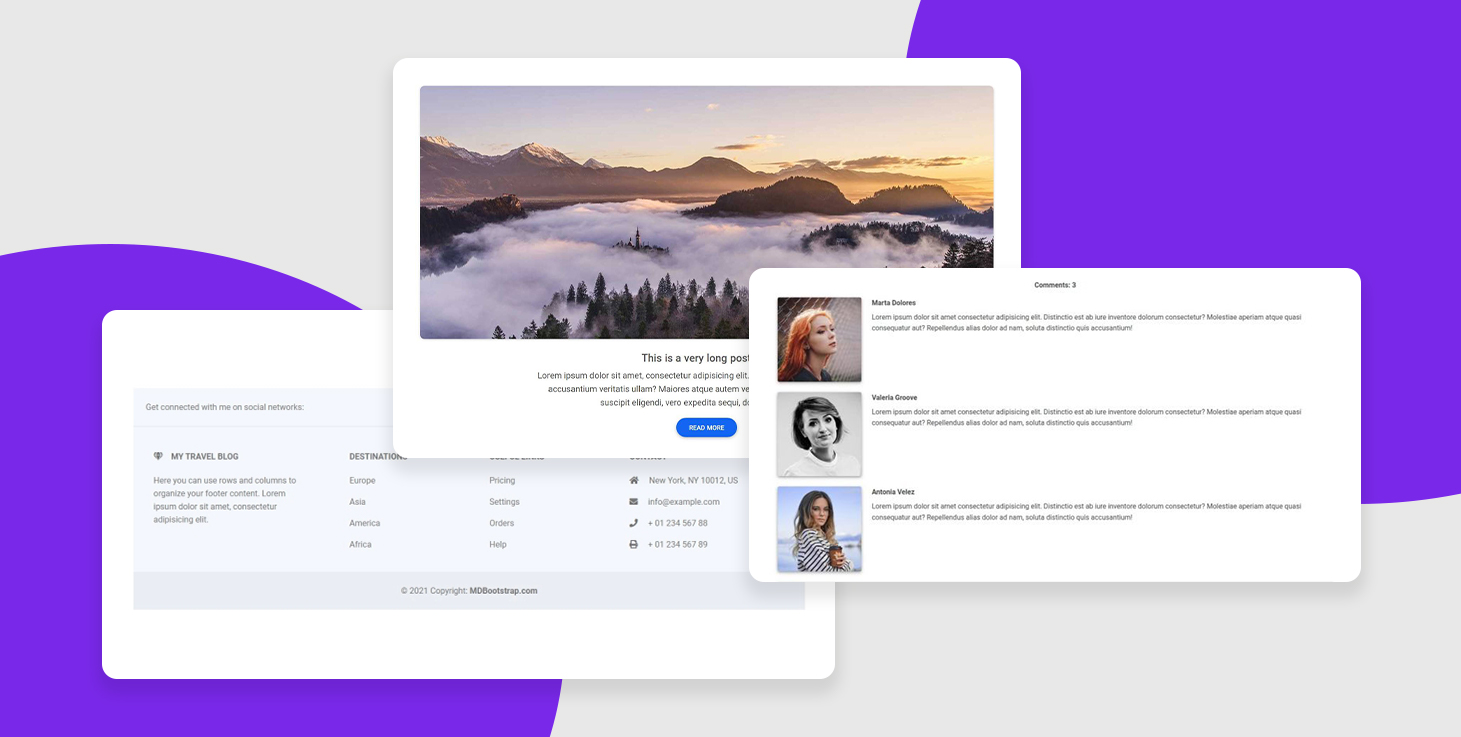 This is a very long post
Lorem ipsum dolor sit amet, consectetur adipisicing elit.
accusantium veritatis ullam? Maiores atque autem
suscipit eligendi, vero expedita sequi,
READ MORE
Comments: 3
Marta Dolores
Lorem ipsum dolor sit amet consectetur adipisicing elit. Distinctio est ab iure inventore dolorum consectetur? Molestiae aperiam atque quasi
consequatur aut? Repellendus alias dolor ad nam, soluta distinctio quis accusantium!
Valeria Groove
Lorem ipsum dolor sit amet consectetur adipisicing elit. Distinctio est ab iure inventore dolorum consectetur? Molestiae aperiam atque quasi
consequatur aut? Repellendus alias dolor ad nam, soluta distinctio quis accusantium!
Antonia Velez
Lorem ipsum dolor sit amet consectetur adipisicing elit. Distinctio est ab iure inventore dolorum consectetur? Molestiae aperiam atque quasi
consequatur aut? Repellendus alias dolor ad nam, soluta distinctio quis accusantium!
Get connected with me on social networks:
MY TRAVEL BLOG
Here you can use rows and columns to
organize your footer content. Lorem
ipsum dolor sit amet, consectetur
adipisicing elit.
DESTINATIONS
Europe
Asia
America
Africa
Pricing
Settings
Orders
Help
New York, NY 10012, US
info@example.com
+ 01 234 567 88
+ 01 234 567 89
© 2021 Copyright: MDBootstrap.com